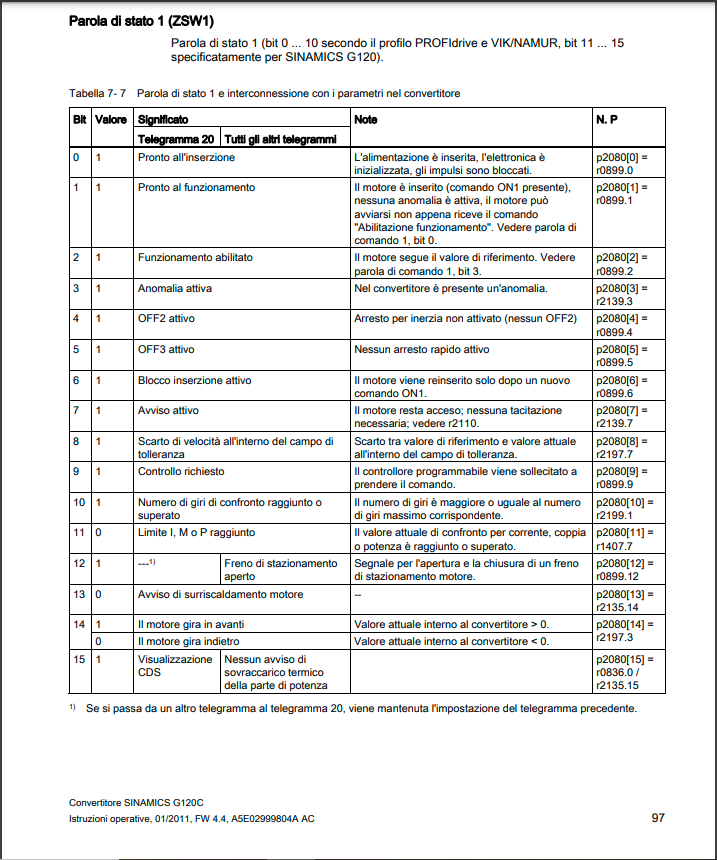 Parola di stato 1 (ZSW1)
Parola di stato 1 (bit 0 ... 10 secondo il profilo PROFIdrive e VIK/NAMUR, bit 11 ... 15
specificatamente per SINAMICS G120).
Tabella 7- 7 Parola di stato 1 e interconnessione con i parametri nel convertitore
Bit Valore Significato Note N. P
Telegramma 20 Tutti gli altri telegrammi
0 1 Pronto all'inserzione L'alimentazione è inserita, l'elettronica è p2080[0] =
inizializzata, gli impulsi sono bloccati. r0899.0
1 1 Pronto al funzionamento Il motore è inserito (comando ON1 presente), p2080[1] =
nessuna anomalia è attiva, il motore può r0899.1
avviarsi non appena riceve il comando
"Abilitazione funzionamento". Vedere parola di
comando 1, bit 0.
2 1 Funzionamento abilitato Il motore segue il valore di riferimento. Vedere p2080[2] =
parola di comando 1, bit 3. r0899.2
3 1 Anomalia attiva Nel convertitore è presente un'anomalia. p2080[3] =
r2139.3
4 1 OFF2 attivo Arresto per inerzia non attivato (nessun OFF2) p2080[4] =
r0899.4
5 1 OFF3 attivo Nessun arresto rapido attivo p2080[5] =
r0899.5
6 1 Blocco inserzione attivo Il motore viene reinserito solo dopo un nuovo p2080[6] =
comando ON1. r0899.6
7 1 Avviso attivo Il motore resta acceso; nessuna tacitazione p2080[7] =
necessaria; vedere r2110. r2139.7
8 1 Scarto di velocità all'interno del campo di Scarto tra valore di riferimento e valore attuale p2080[8] =
tolleranza all'interno del campo di tolleranza. r2197.7
9 1 Controllo richiesto Il controllore programmabile viene sollecitato a p2080[9] =
prendere il comando. r0899.9
10 1 Numero di giri di confronto raggiunto o Il numero di giri è maggiore o uguale al numero p2080[10] =
superato di giri massimo corrispondente. r2199.1
11 0 Limite I, M o P raggiunto Il valore attuale di confronto per corrente, coppia p2080[11] =
o potenza è raggiunto o superato. r1407.7
12 1 ---1) Freno di stazionamento Segnale per l'apertura e la chiusura di un freno p2080[12] =
aperto di stazionamento motore. r0899.12
13 0 Avviso di surriscaldamento motore -- p2080[13] =
r2135.14
14 1 Il motore gira in avanti Valore attuale interno al convertitore > 0. p2080[14] =
0 Il motore gira indietro Valore attuale interno al convertitore < 0. r2197.3
15 1 Visualizzazione Nessun avviso di p2080[15] =
CDS sovraccarico termico r0836.0 /
della parte di potenza r2135.15
1) Se si passa da un altro telegramma al telegramma 20, viene mantenuta l'impostazione del telegramma precedente.
Convertitore SINAMICS G120C
Istruzioni operative, 01/2011, FW 4.4, A5E02999804A AC 97